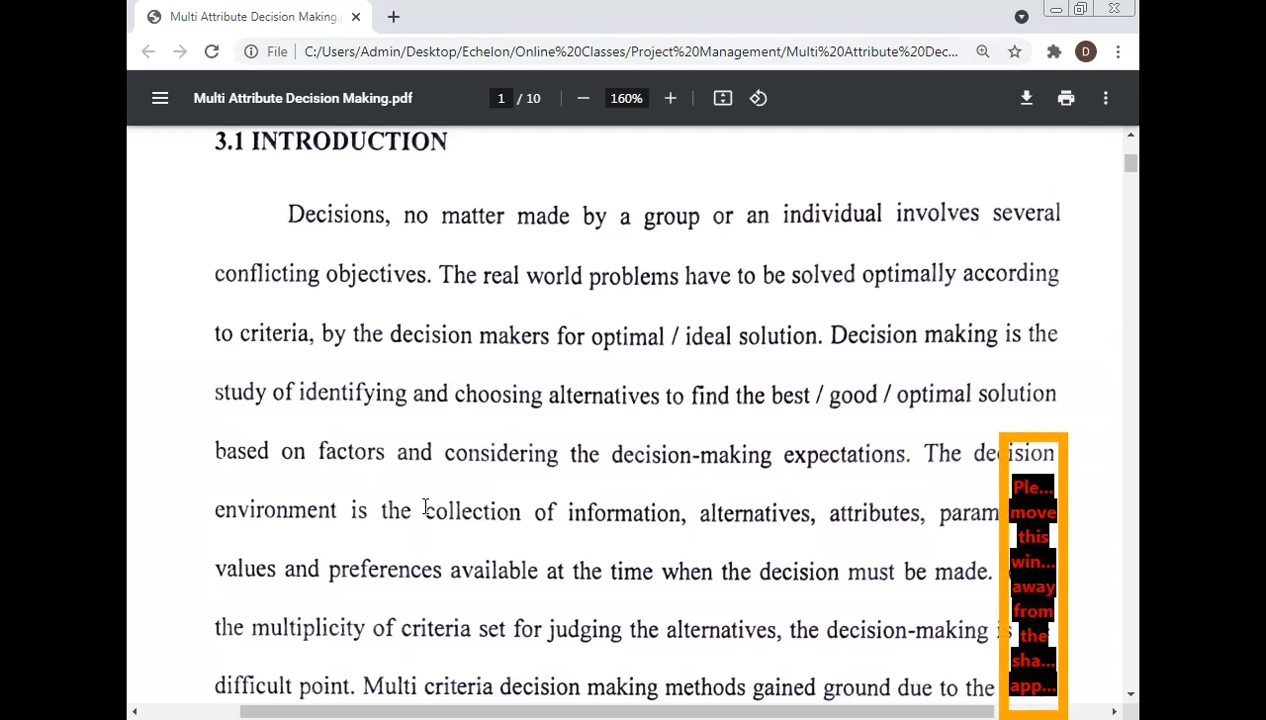 Multi Attribute Decision Making.
File C:/Users/Admin/Desktop/Echelon/Online%20Classes/Project%20Management/Multi%20Attribute%20Dec... D
Multi Attribute Decision Making.pdf 1 / 10 160%
3.1 INTRODUCTION
Decisions, no matter made by a group or an individual involves several
conflicting objectives. The real world problems have to be solved optimally according
to criteria, by the decision makers for optimal / ideal solution. Decision making is the
study of identifying and choosing alternatives to find the best / good / optimal solution
based on factors and considering the decision-making expectations. The decision
environment is the collection of information, alternatives, attributes, param
values and preferences available at the time when the decision must be made.
the multiplicity of criteria set for judging the alternatives, the decision-making is
difficult point. Multi criteria decision making methods gained ground due to the
Ple...
move
this
win...
away
from
the
sha...
app...